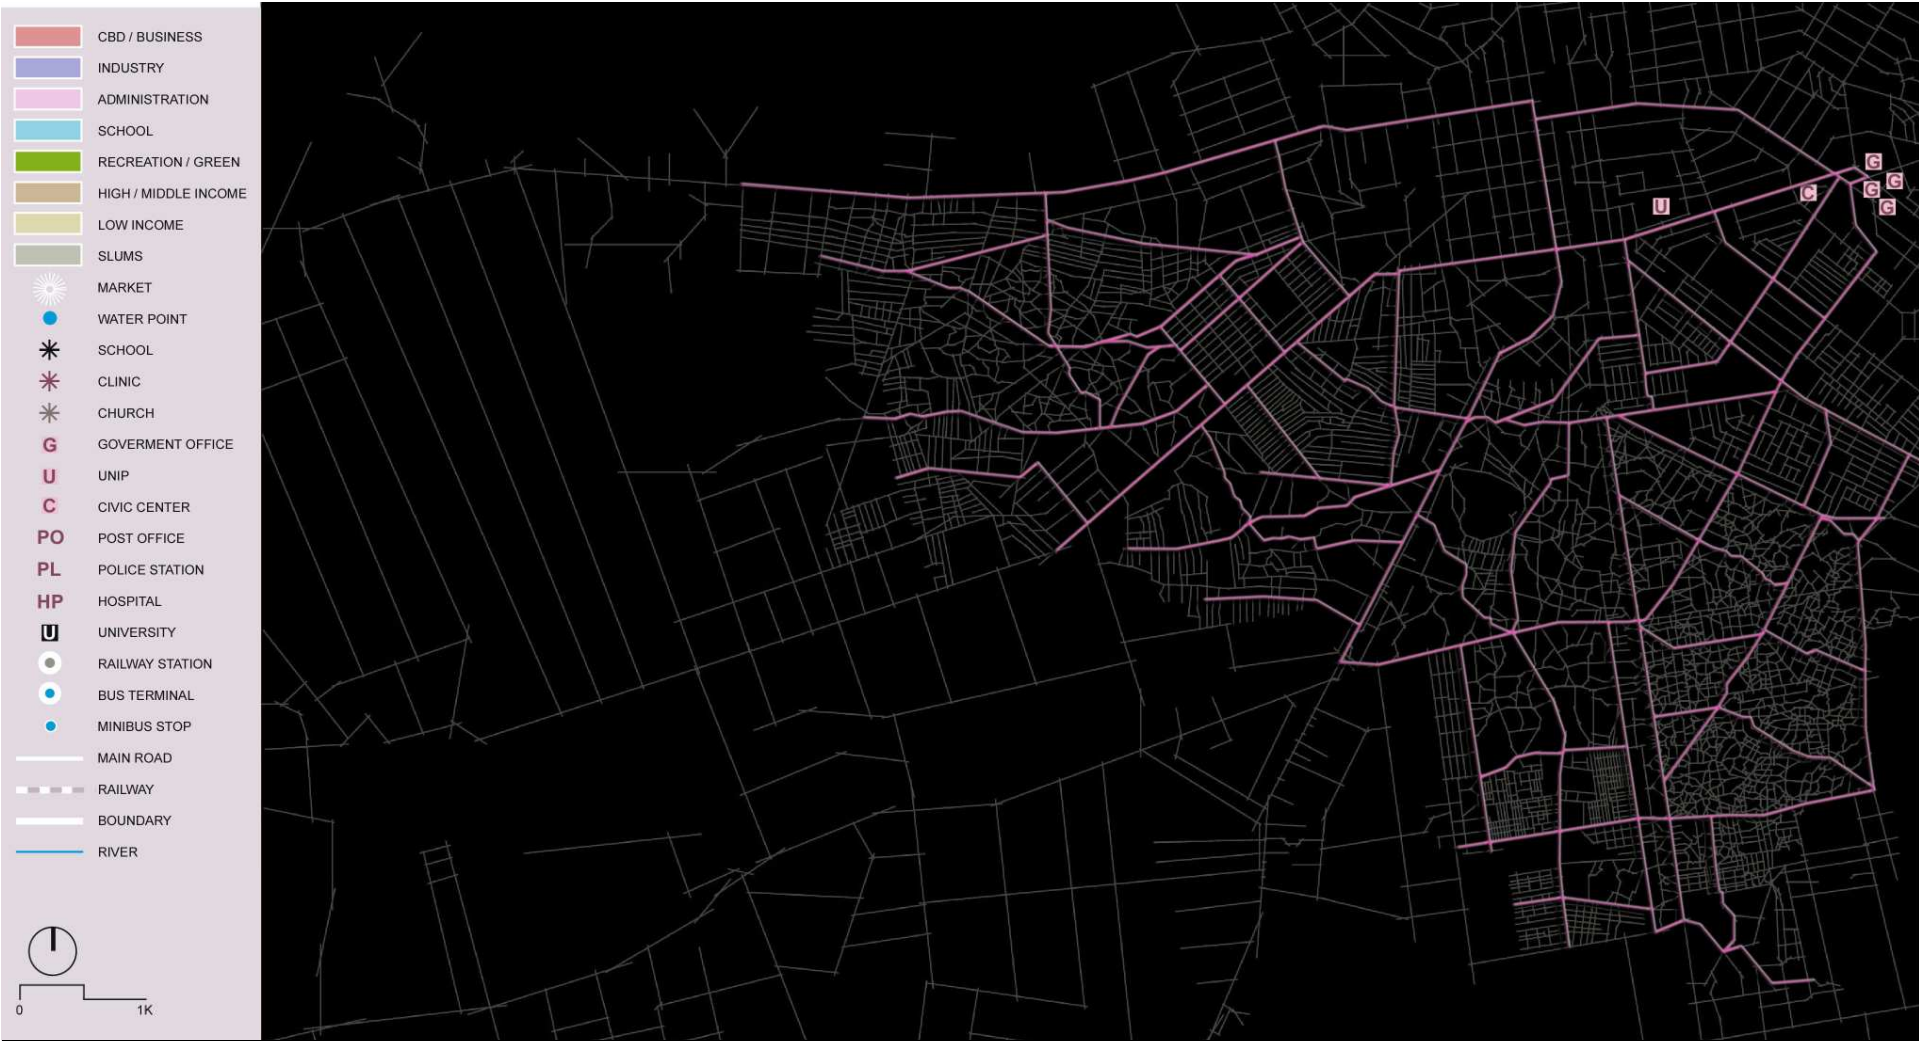 CBD / BUSINESS
INDUSTRY
ADMINISTRATION
SCHOOL
RECREATION / GREEN
HIGH / MIDDLE INCOME
LOW INCOME
SLUMS
MARKET
WATER POINT
SCHOOL
CLINIC
CHURCH
G GOVERMENT OFFICE
U UNIP
C CIVIC CENTER
PO POST OFFICE
PL POLICE STATION
HP HOSPITAL
U UNIVERSITY
RAILWAY STATION
BUS TERMINAL
MINIBUS STOP
MAIN ROAD
RAILWAY
BOUNDARY
RIVER
0 1K
G
G
G
C
U
G